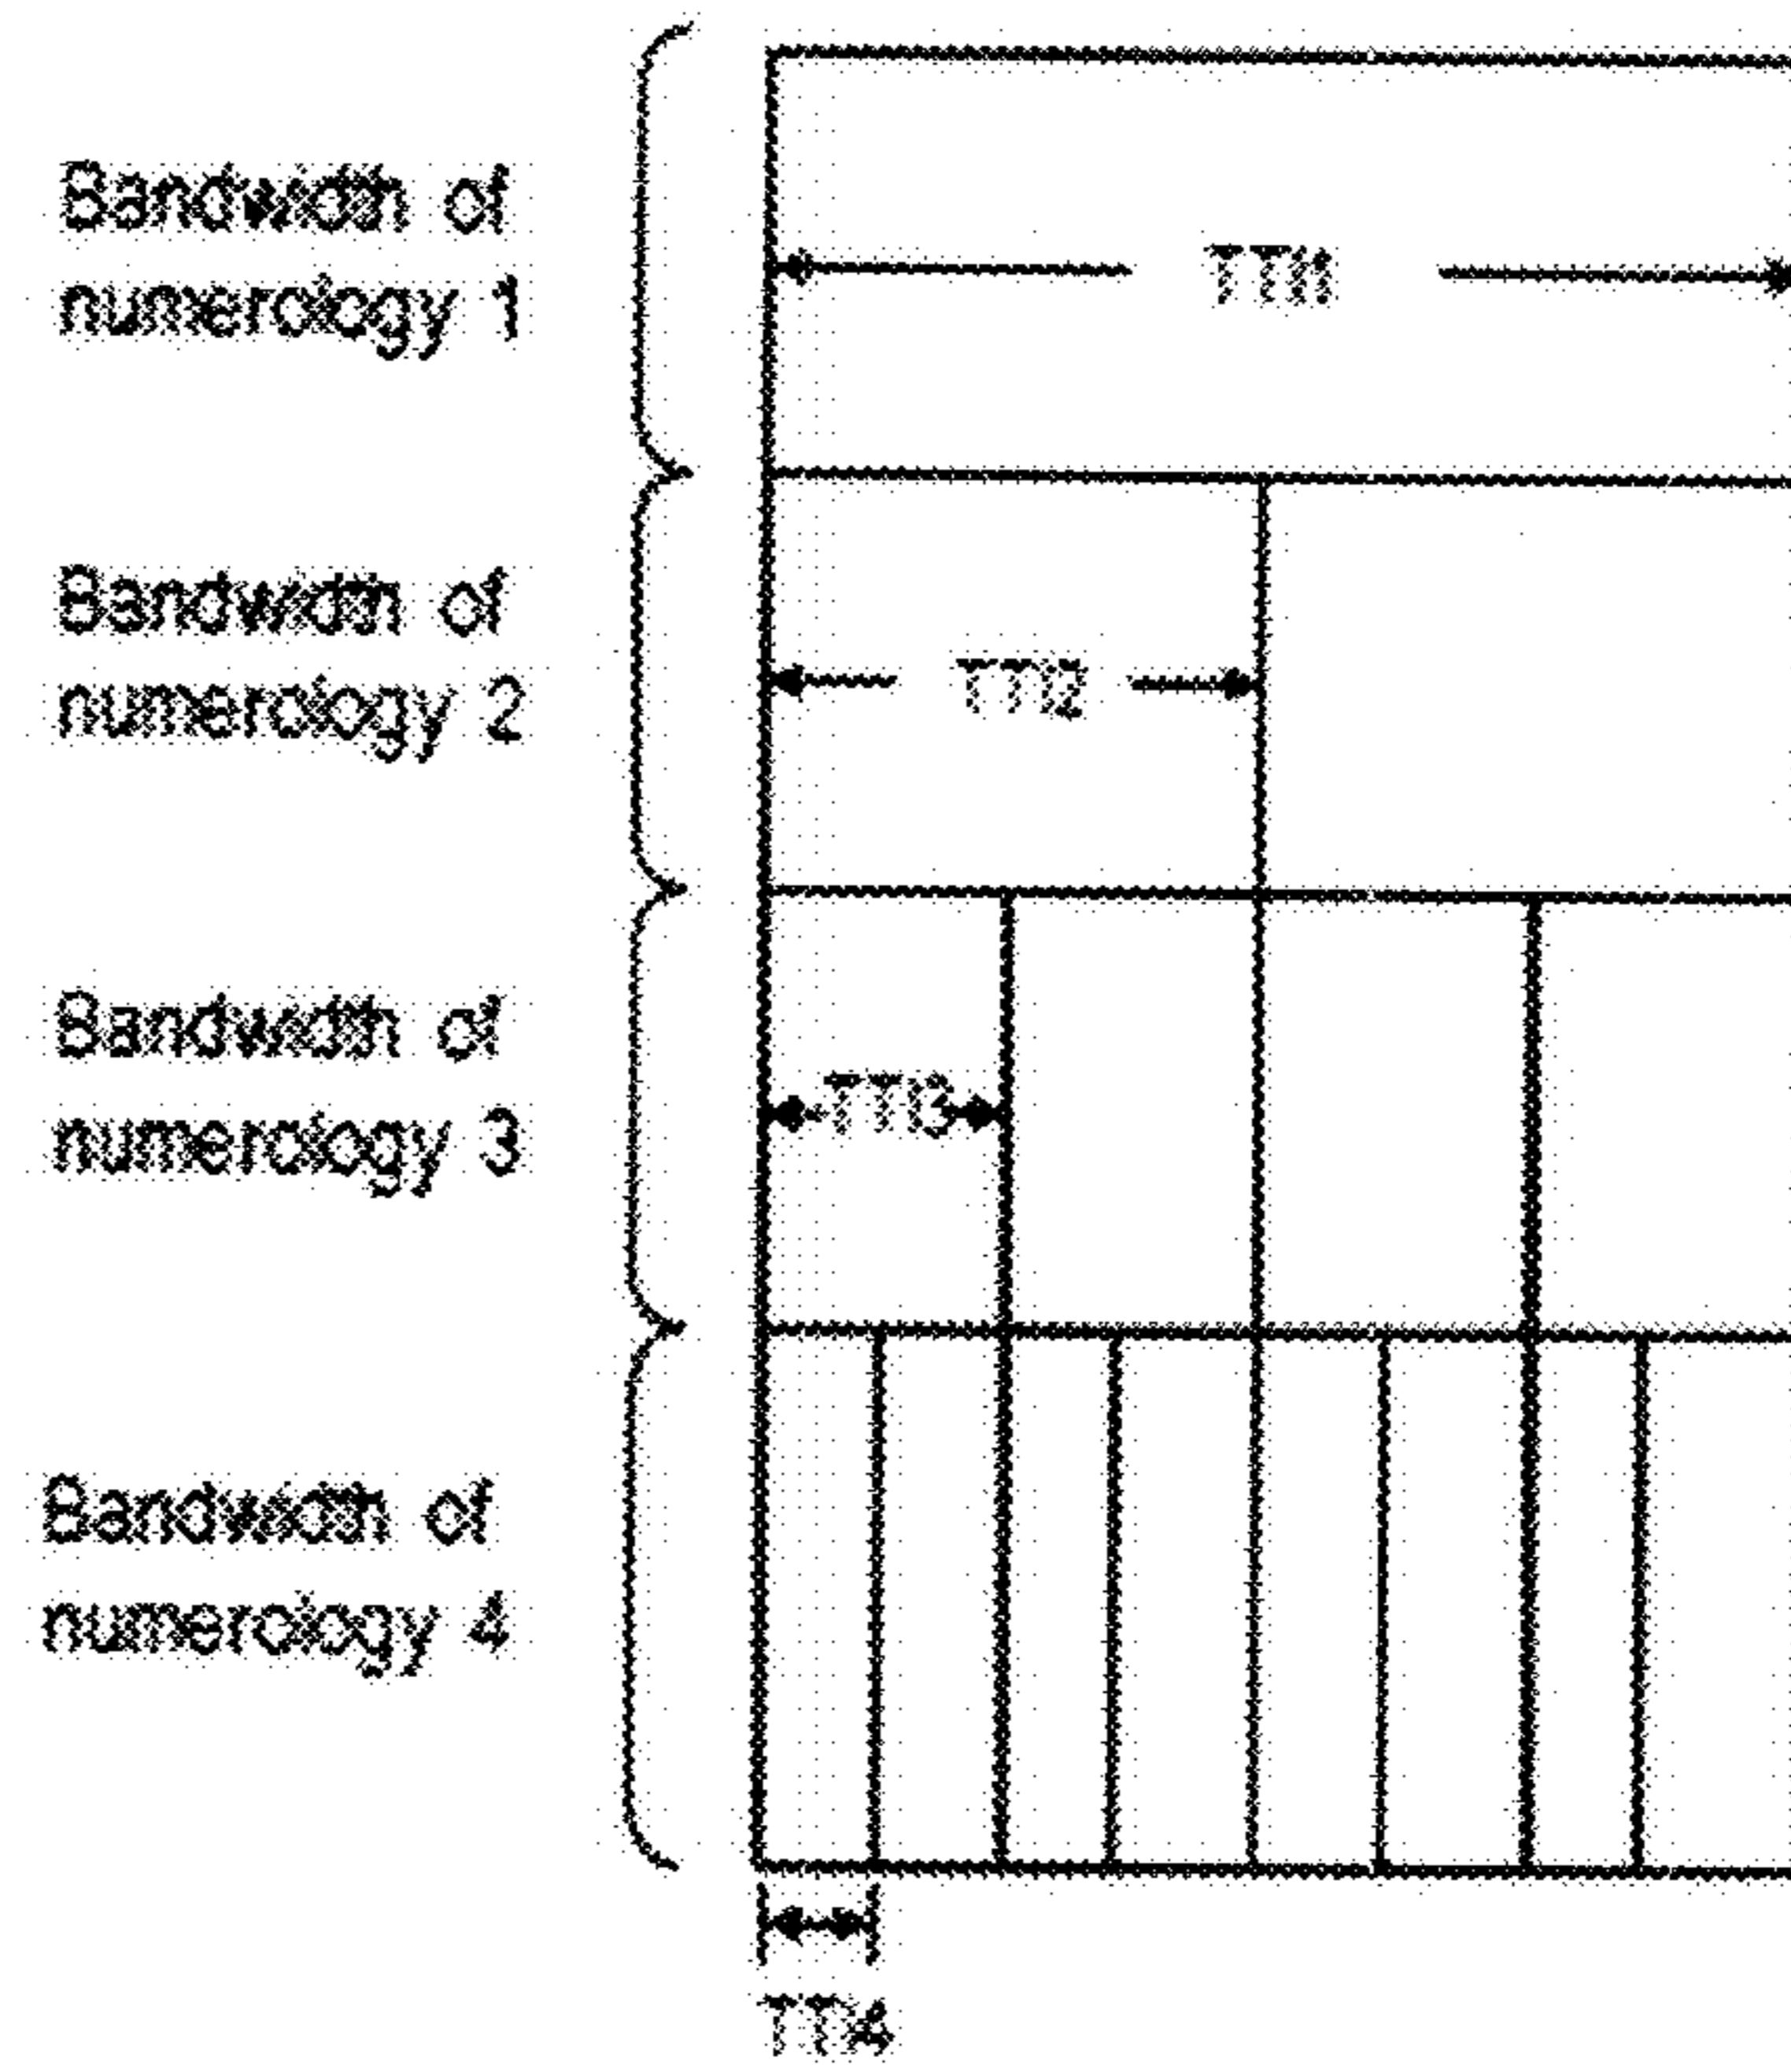 Bandwidth of
numerology 1
TTI1
Bandwidth of
numerology 2
TTI2
Bandwidth of
numerology 3
TTI3
Bandwidth of
numerology 4
TTI4